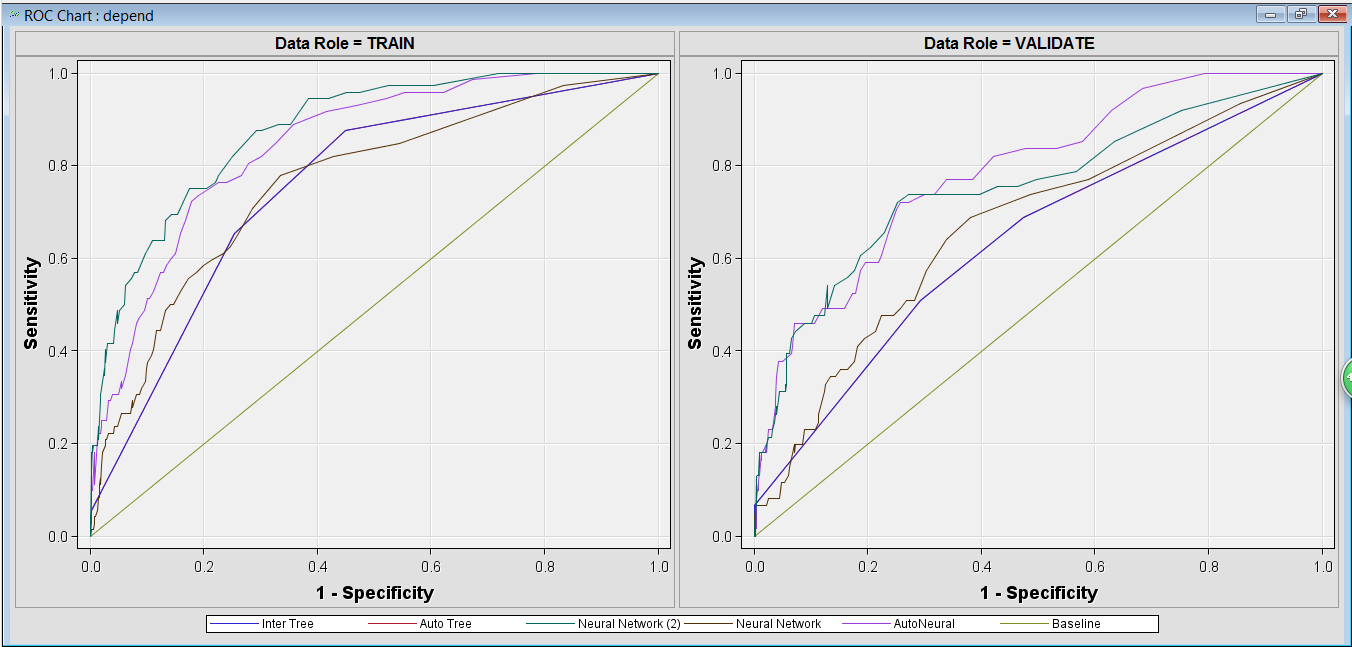 ROC Chart : depend
Data Role = TRAIN
Data Role = VALIDATE
Sensitivity
1.0
0.8
0.6
0.4
0.2
0.0
0.0 0.2 0.4 0.6 0.8 1.0
1 - Specificity
Sensitivity
1.0
0.8
0.6
0.4
0.2
0.0
0.0 0.2 0.4 0.6 0.8 1.0
1 - Specificity
Inter Tree Auto Tree Neural Network (2) Neural Network AutoNeural Baseline